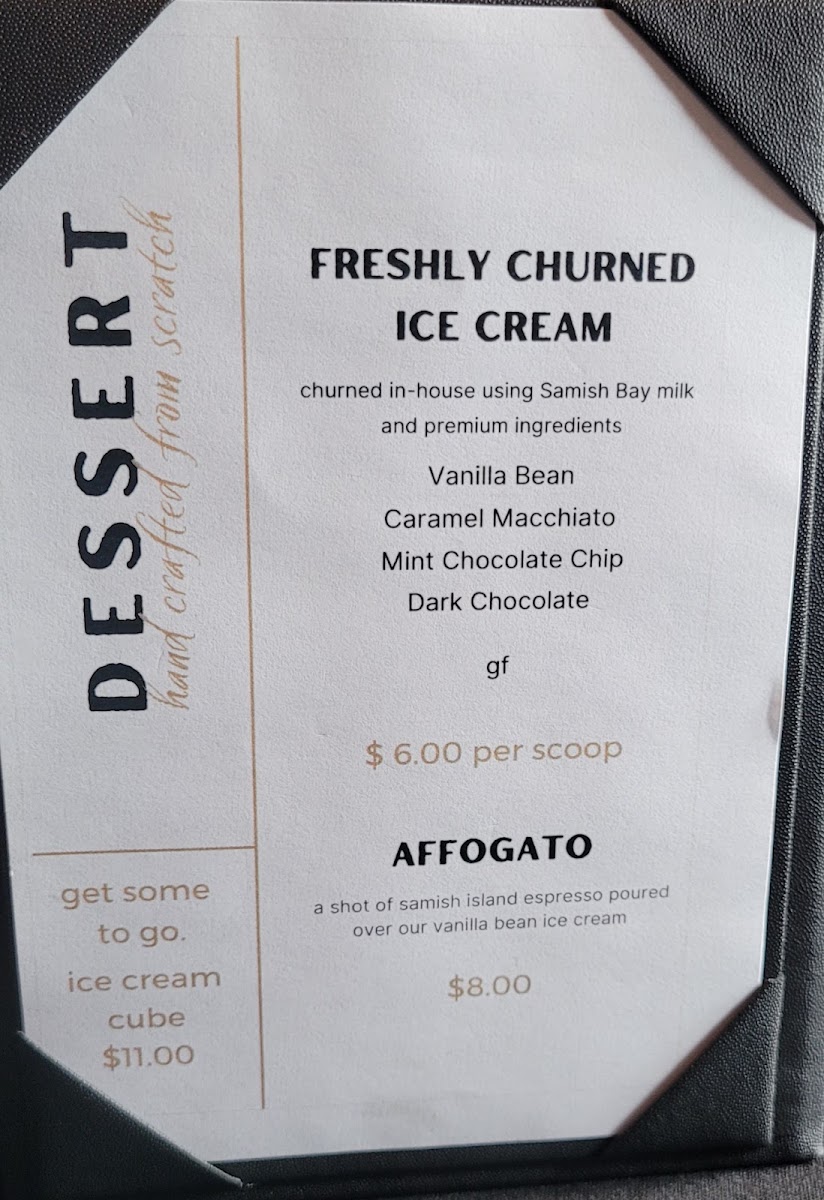 DESSERT
hand crafted from scratch
FRESHLY CHURNED
ICE CREAM
churned in-house using Samish Bay milk
and premium ingredients
Vanilla Bean
Caramel Macchiato
Mint Chocolate Chip
Dark Chocolate
gf
$ 6.00 per scoop
AFFOGATO
a shot of samish island espresso poured
over our vanilla bean ice cream
$8.00
get some
to go.
ice cream
cube
$11.00